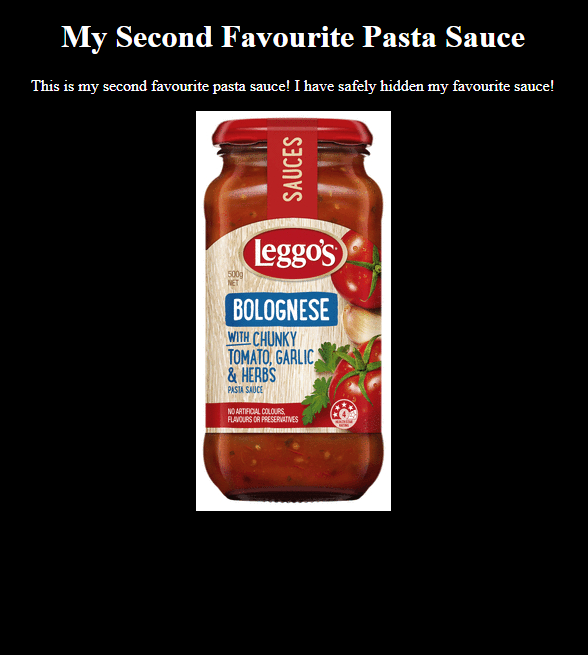 My Second Favourite Pasta Sauce
This is my second favourite pasta sauce! I have safely hidden my favourite sauce!
SAUCES
Leggo's
500g
NET
BOLOGNESE
WITH CHUNKY
TOMATO, GARLIC
& HERBS
PASTA SAUCE
NO ARTIFICIAL COLOURS,
FLAVOURS OR PRESERVATIVES